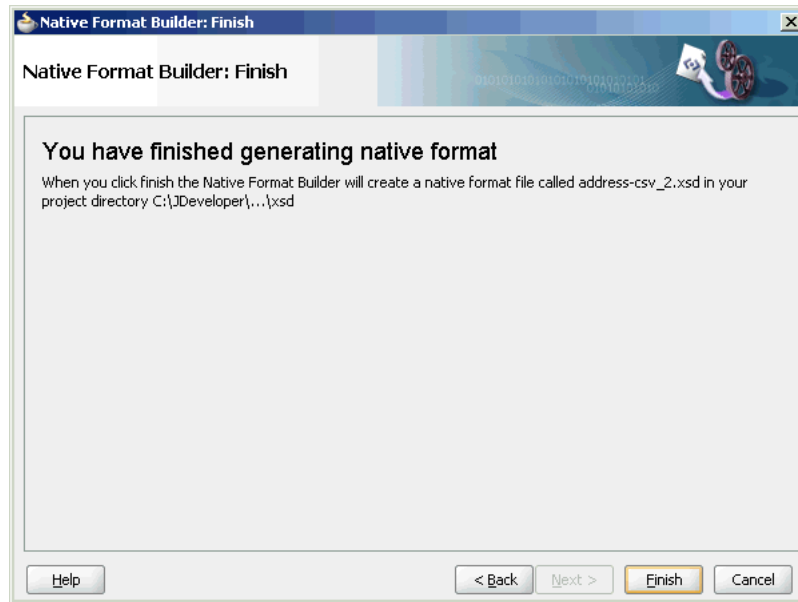 Native Format Builder: Finish
Native Format Builder: Finish
You have finished generating native format
When you click finish the Native Format Builder will create a native format file called address-csv_2.xsd in your
project directory C:\JDeveloper\...\xsd
Help
< Back
Next >
Finish
Cancel